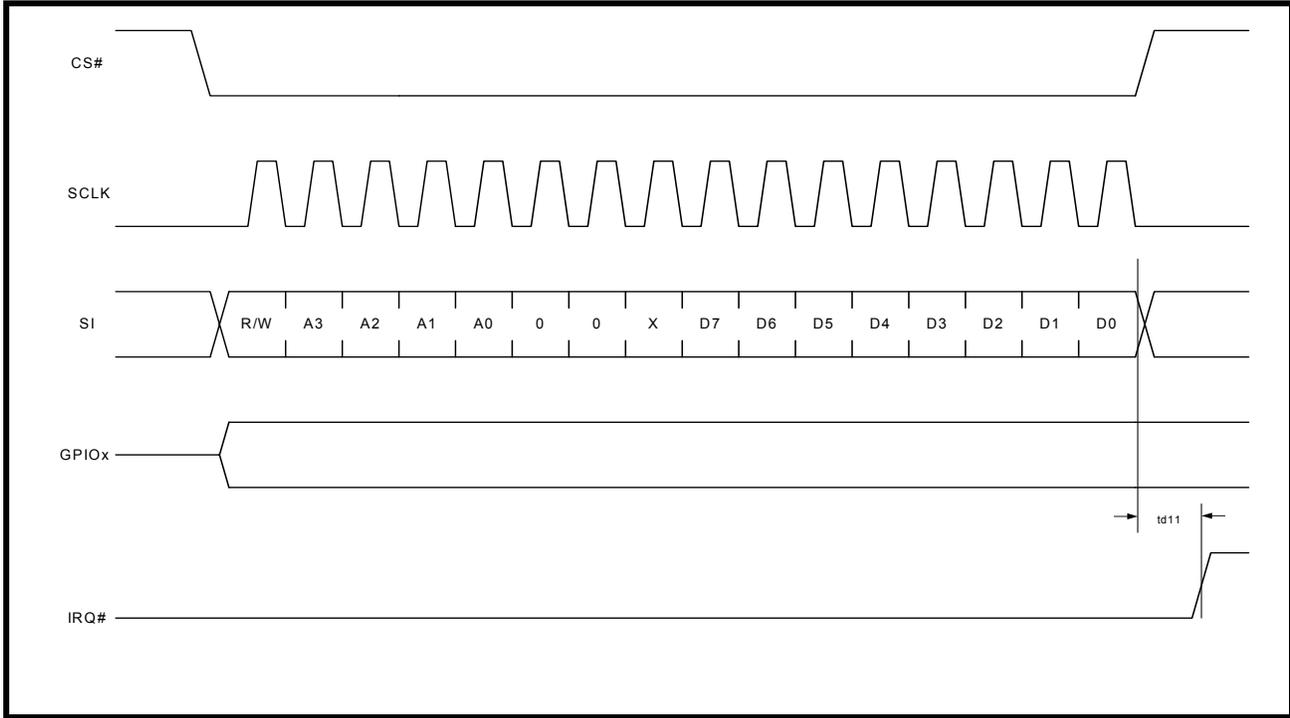 CS#
SCLK
SI R/W A3 A2 A1 A0 0 0 X D7 D6 D5 D4 D3 D2 D1 D0
GPIOx
td11
IRQ#